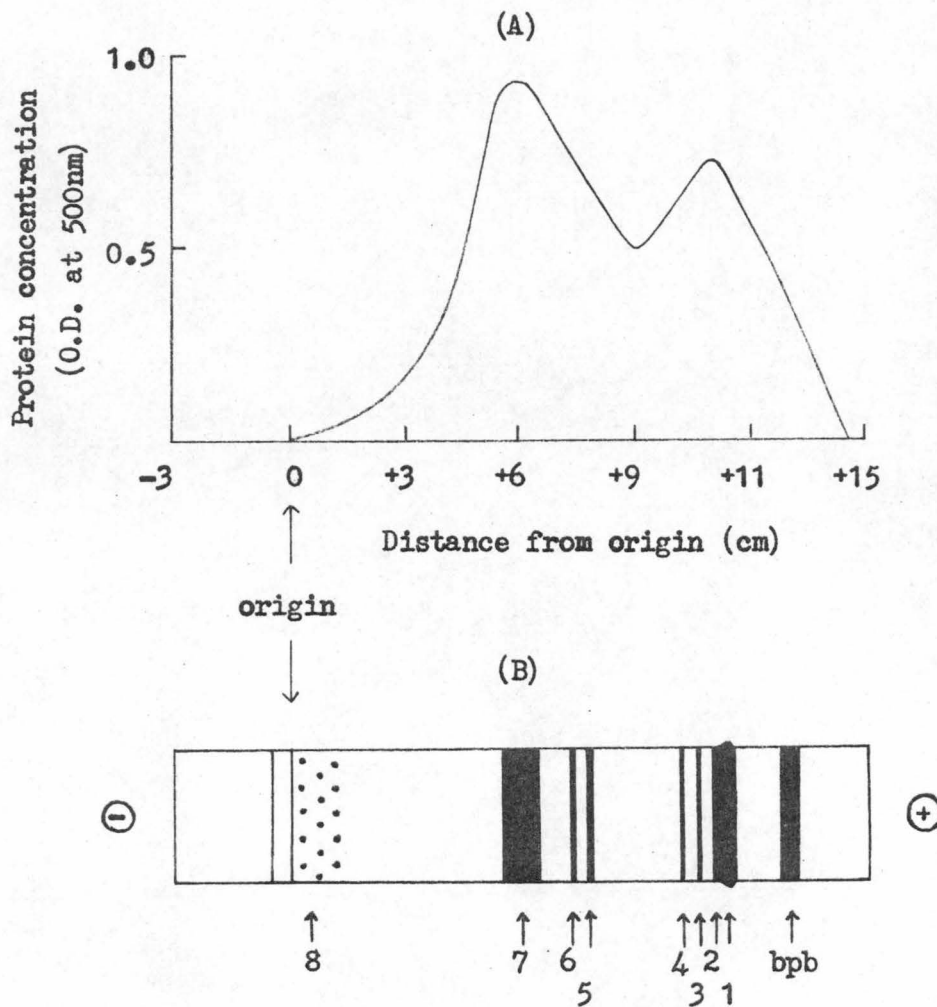 (A)
Protein concentration
(O.D. at 500nm)
1.0
0.5
-3 0 +3 +6 +9 +11 +15
Distance from origin (cm)
origin
(B)
- +
8 7 6 5 4 3 2 1 bpb